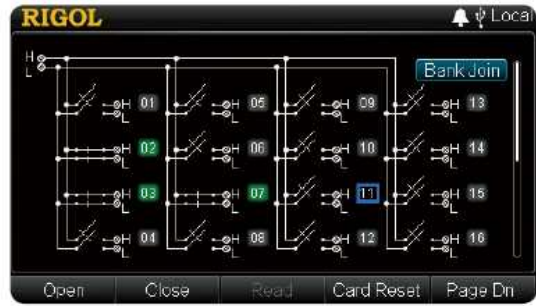 RIGOL Local
H
L Bank Join
H 01 H 05 H 09 H 13
L L L L
H 02 H 06 H 10 H 14
L L L L
H 03 H 07 H 11 H 15
L L L L
H 04 H 08 H 12 H 16
L L L L
Open Close Read Card Reset Page Dn